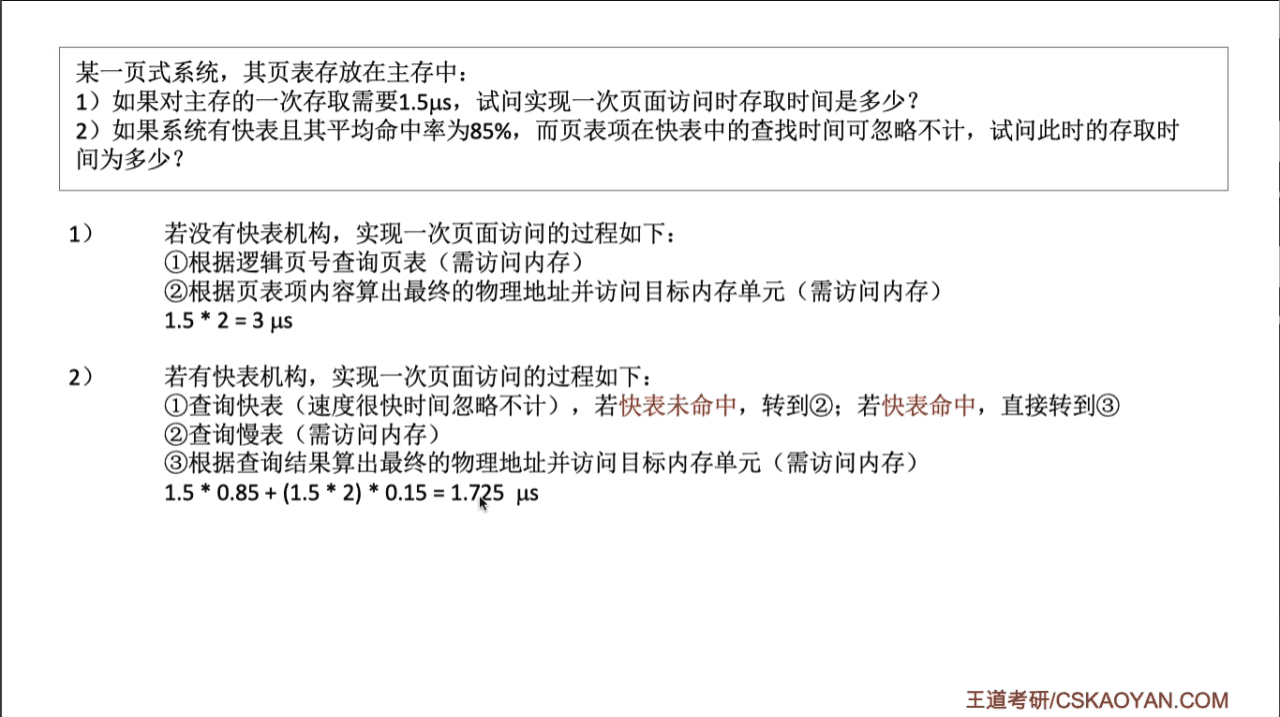 某一页式系统，其页表存放在主存中：
1）如果对主存的一次存取需要1.5μs，试问实现一次页面访问时存取时间是多少？
2）如果系统有快表且其平均命中率为85%，而页表项在快表中的查找时间可忽略不计，试问此时的存取时
间为多少？
1） 若没有快表机构，实现一次页面访问的过程如下：
①根据逻辑页号查询页表（需访问内存）
②根据页表项内容算出最终的物理地址并访问目标内存单元（需访问内存）
1.5 * 2 = 3 μs
2） 若有快表机构，实现一次页面访问的过程如下：
①查询快表（速度很快时间忽略不计），若快表未命中，转到②；若快表命中，直接转到③
②查询慢表（需访问内存）
③根据查询结果算出最终的物理地址并访问目标内存单元（需访问内存）
1.5 * 0.85 + (1.5 * 2) * 0.15 = 1.725 μs
王道考研/CSKAOYAN.COM